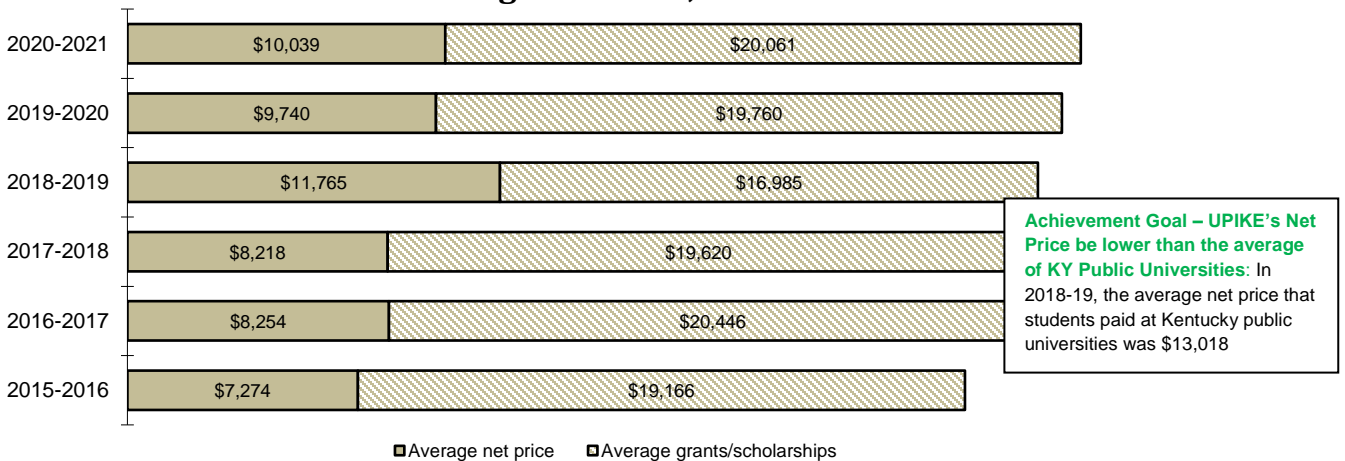 2020-2021 $10,039 $20,061
2019-2020 $9,740 $19,760
2018-2019 $11,765 $16,985
2017-2018 $8,218 $19,620
2016-2017 $8,254 $20,446
2015-2016 $7,274 $19,166
Achievement Goal – UPIKE's Net
Price be lower than the average
of KY Public Universities: In
2018-19, the average net price that
students paid at Kentucky public
universities was $13,018
Average net price Average grants/scholarships